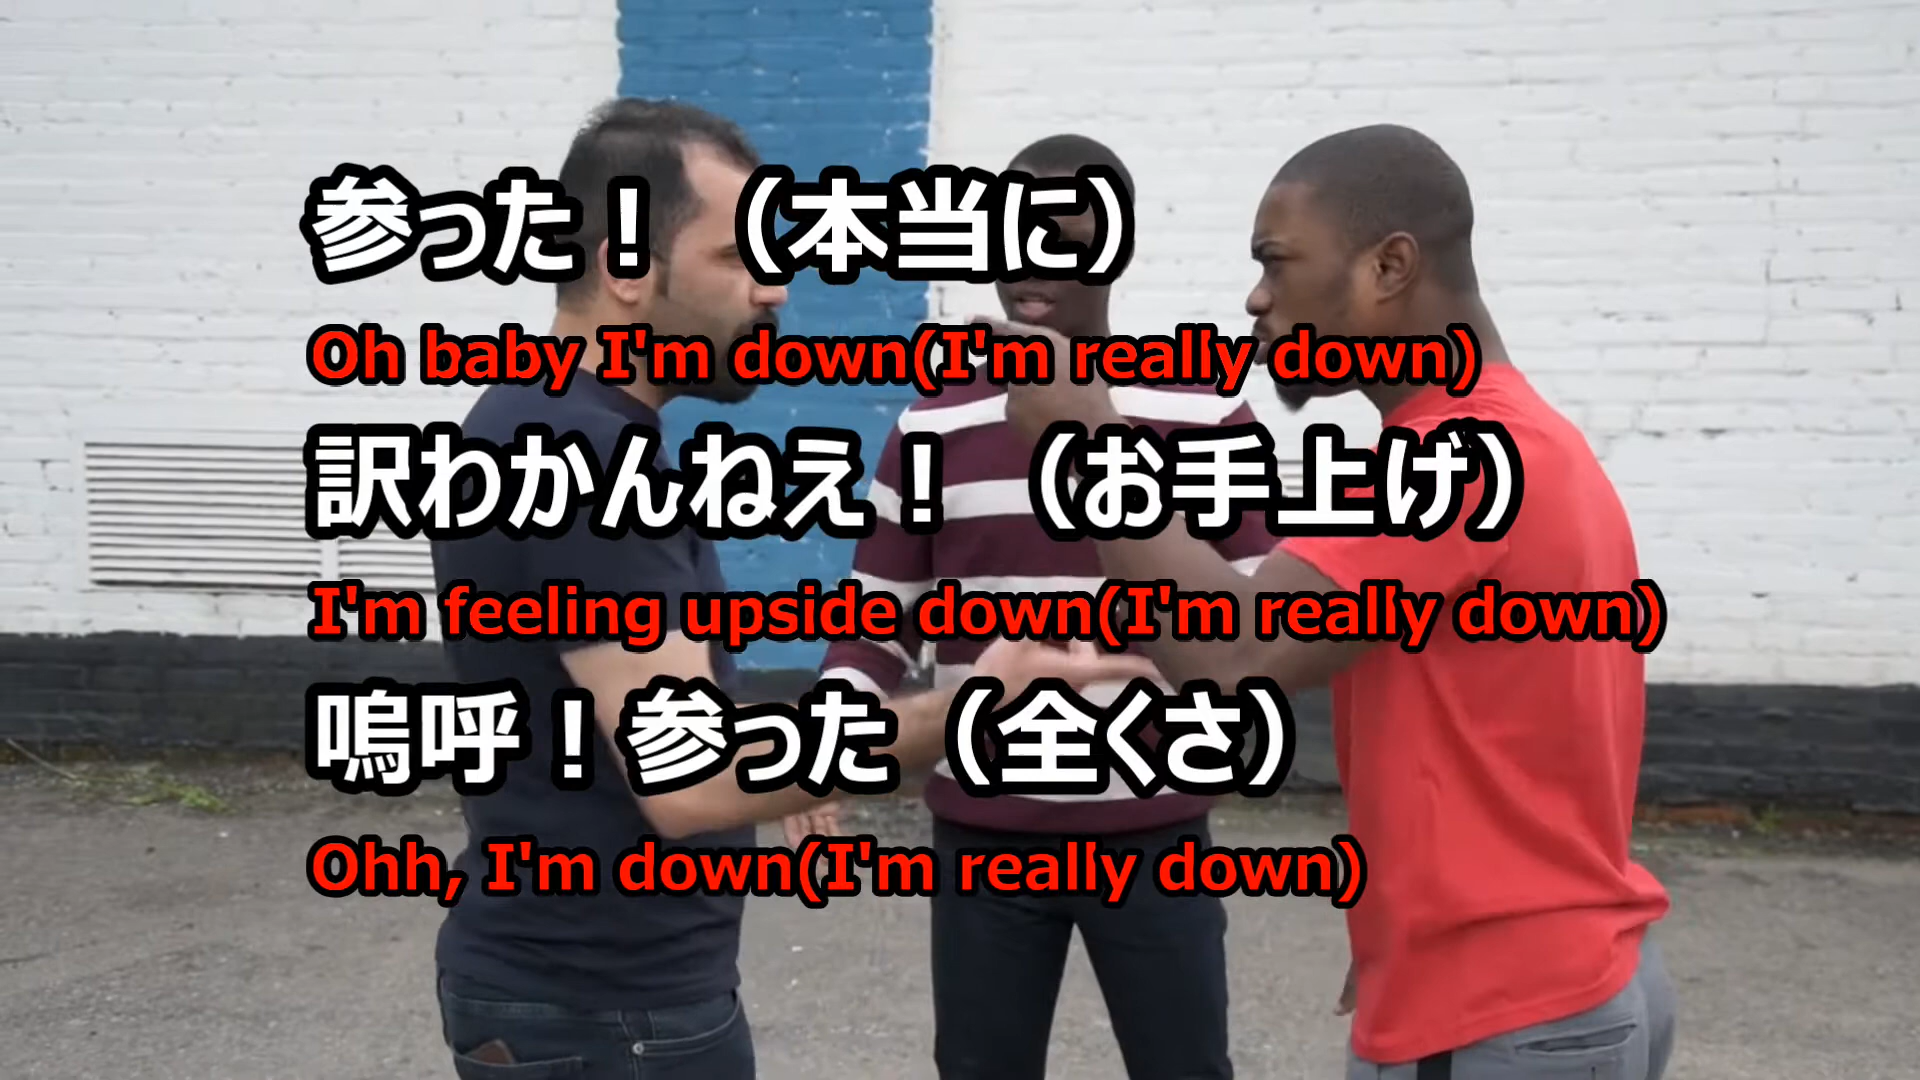 参った！（本当に）
Oh baby I'm down(I'm really down)
訳わかんねえ！（お手上げ）
I'm feeling upside down(I'm really down)
嗚呼！参った（全くさ）
Ohh, I'm down(I'm really down)